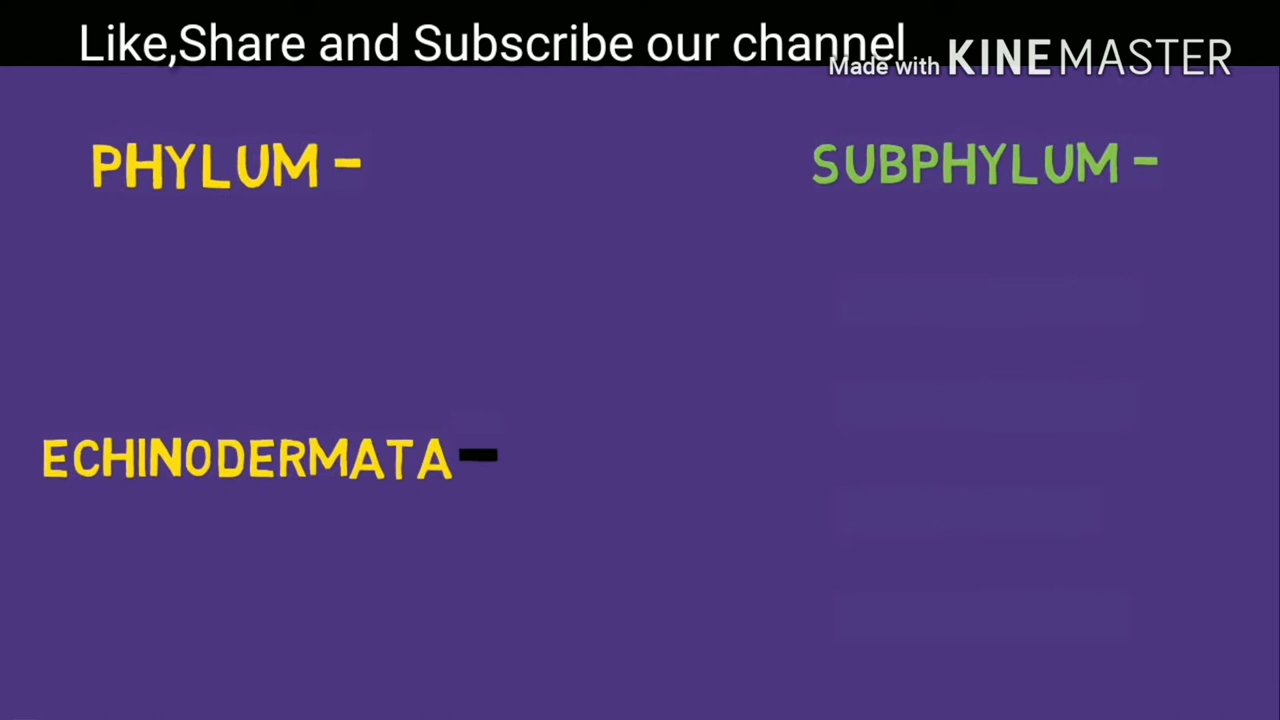 Like,Share and Subscribe our channel
Made with KINEMASTER
PHYLUM -
SUBPHYLUM -
ECHINODERMATA -